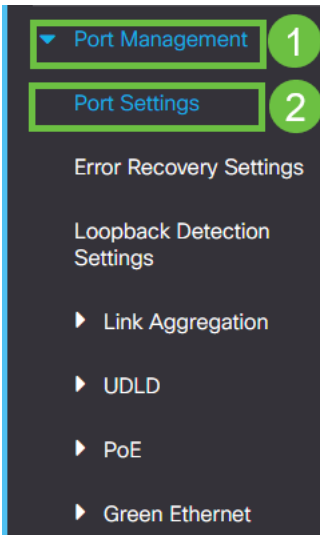 Port Management 1
Port Settings 2
Error Recovery Settings
Loopback Detection
Settings
Link Aggregation
UDLD
PoE
Green Ethernet